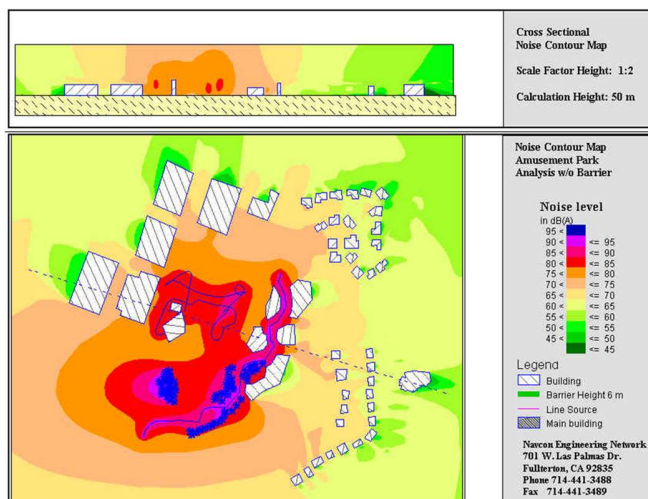 Cross Sectional
Noise Contour Map
Scale Factor Height: 1:2
Calculation Height: 50 m
Noise Contour Map
Amusement Park
Analysis w/o Barrier
Noise level
in dB(A)
95 <
90 < <= 95
85 < <= 90
80 < <= 85
75 < <= 80
70 < <= 75
65 < <= 70
60 < <= 65
55 < <= 60
50 < <= 55
45 < <= 50
<= 45
Legend
Building
Barrier Height 6 m
Line Source
Main building
Navcon Engineering Network
701 W. Las Palmas Dr.
Fullterton, CA 92835
Phone 714-441-3488
Fax 714-441-3489